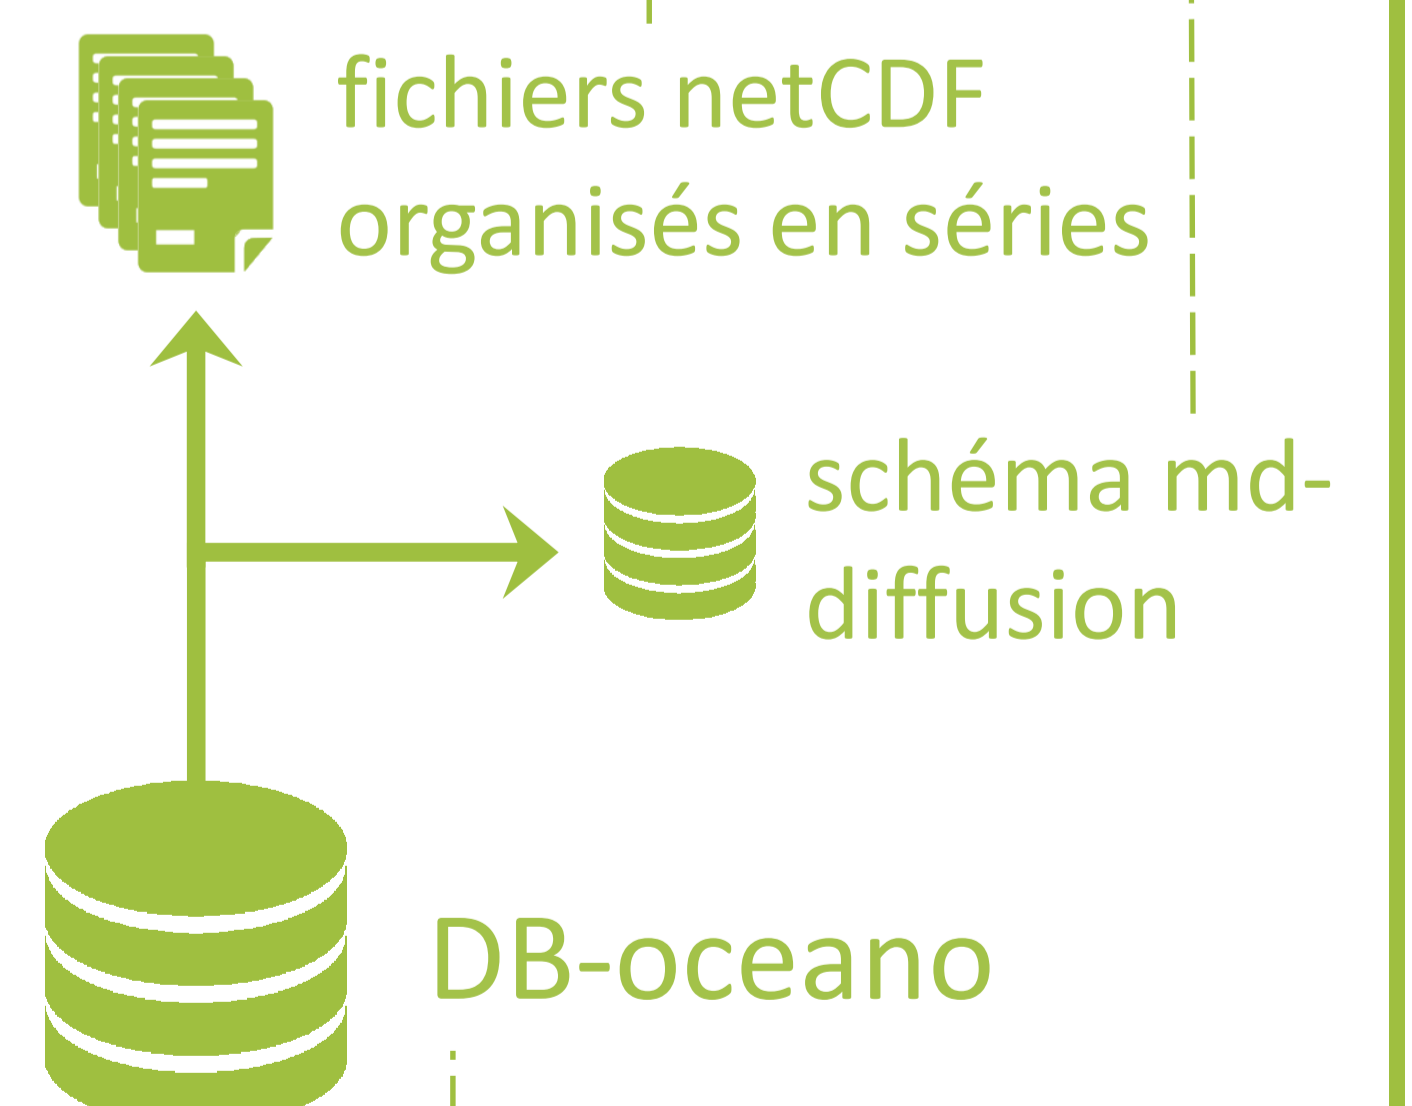 fichiers netCDF
organisés en séries
schéma md-
diffusion
DB-oceano